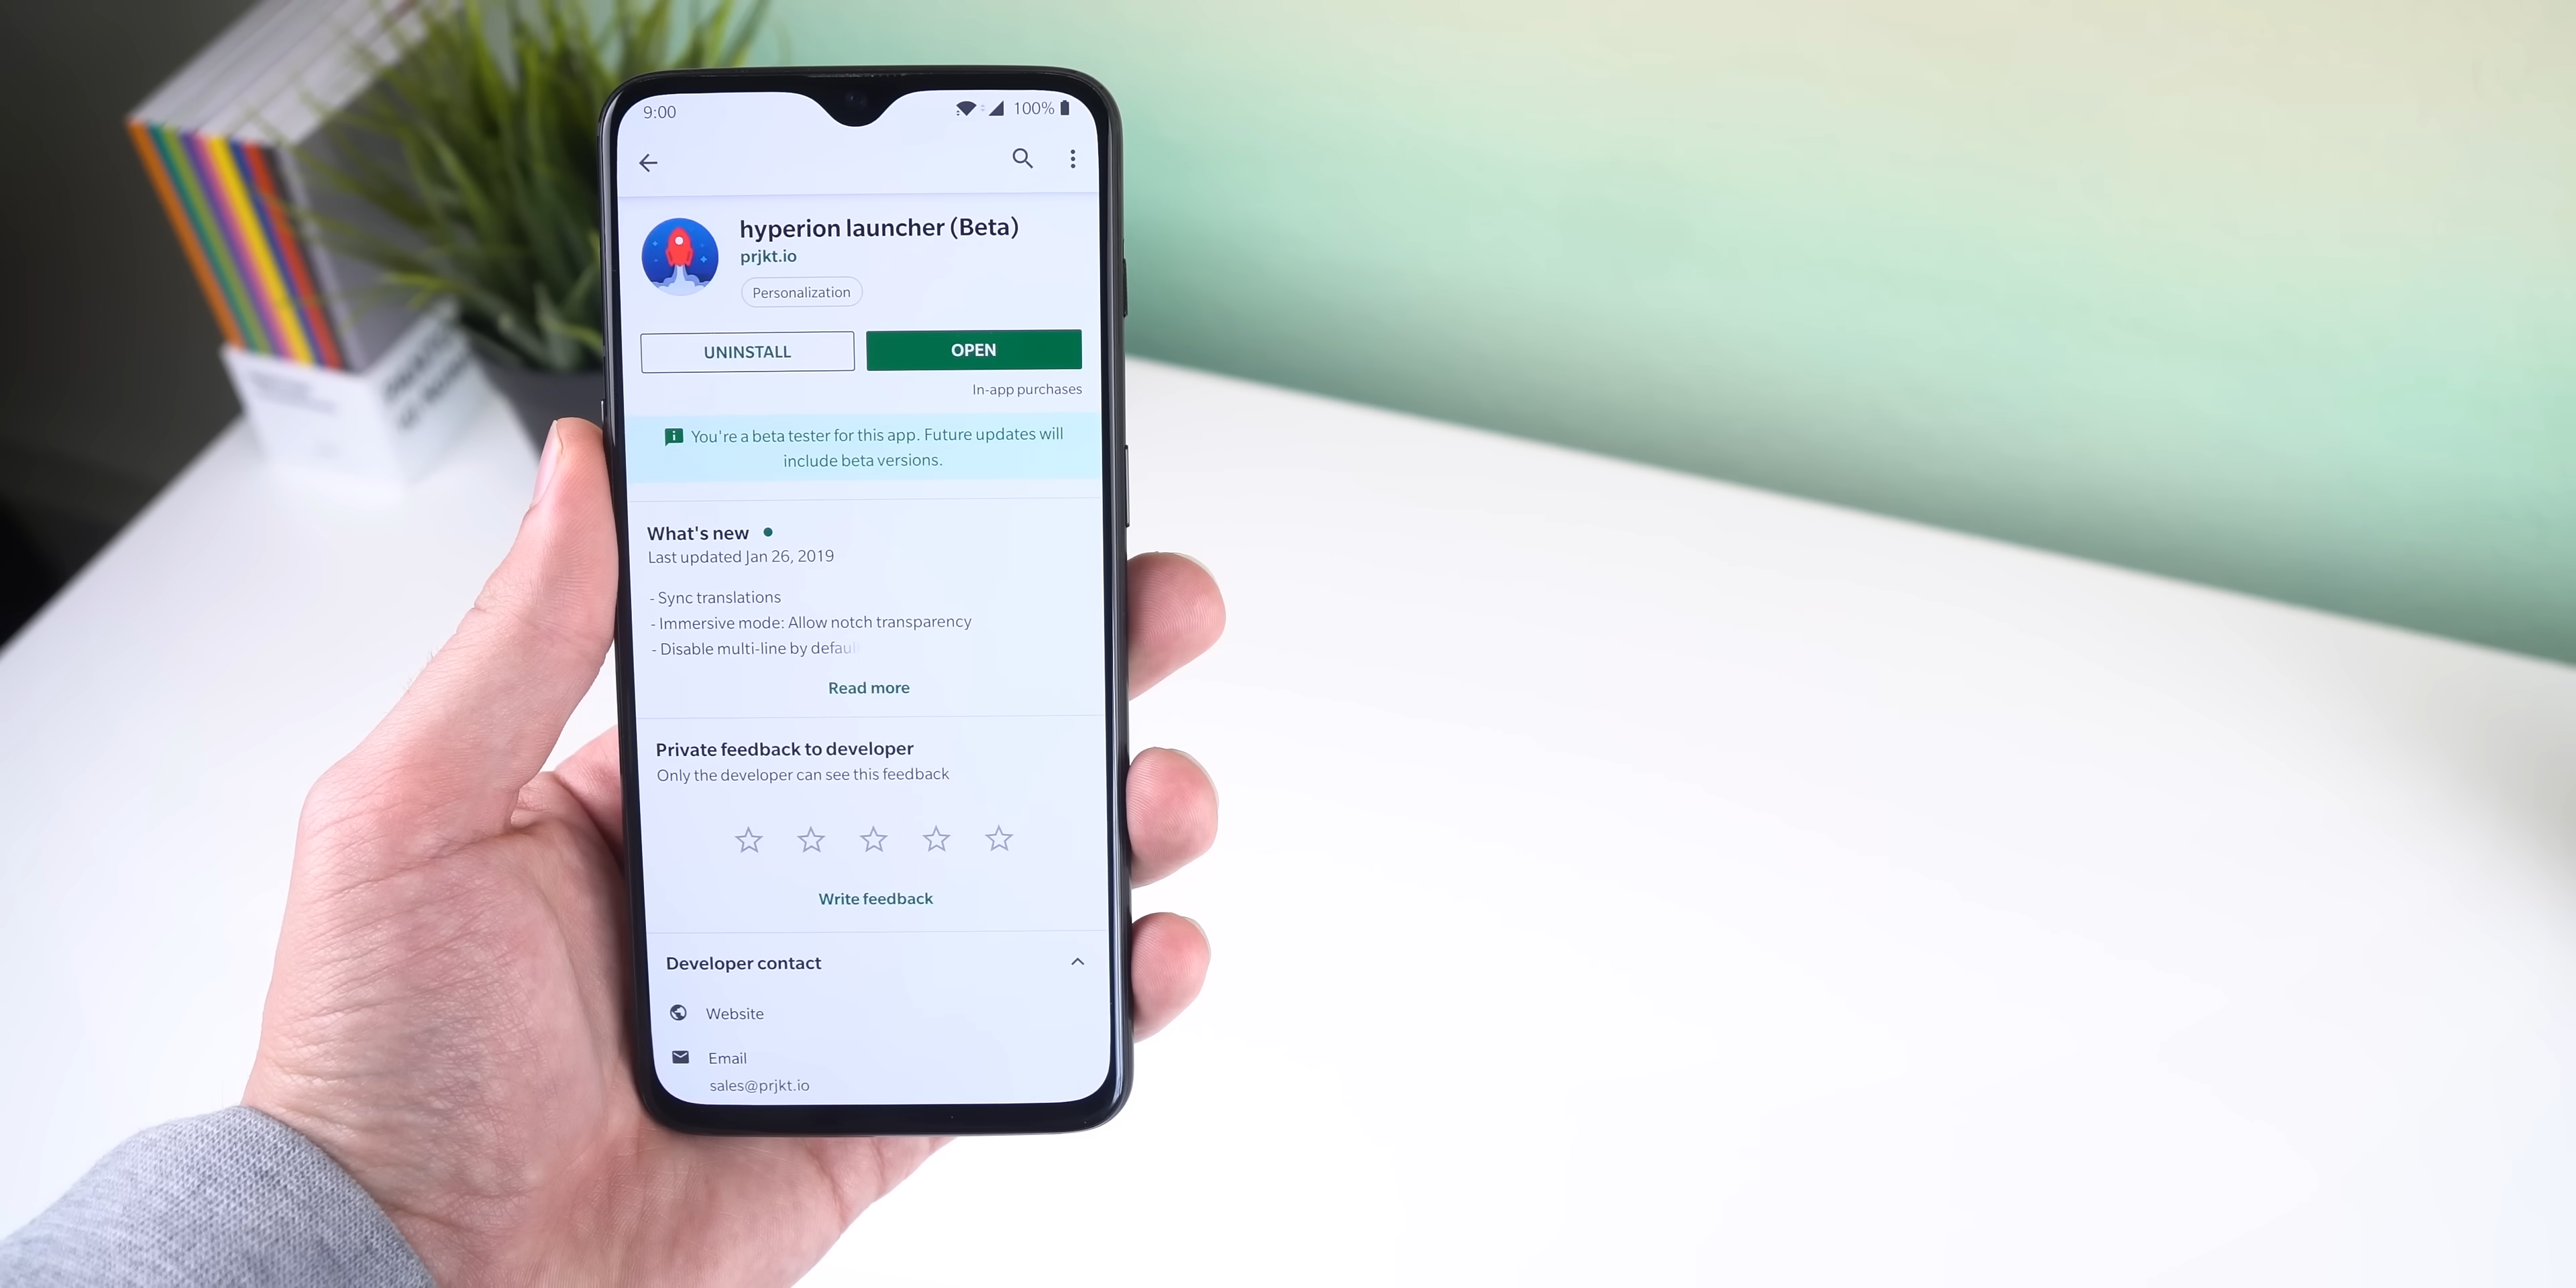 9:00 100%
hyperion launcher (Beta)
prjkt.io
Personalization
UNINSTALL OPEN
In-app purchases
You're a beta tester for this app. Future updates will
include beta versions.
What's new
Last updated Jan 26, 2019
- Sync translations
- Immersive mode: Allow notch transparency
- Disable multi-line by defaul
Read more
Private feedback to developer
Only the developer can see this feedback
Write feedback
Developer contact
Website
Email
sales@prjkt.io